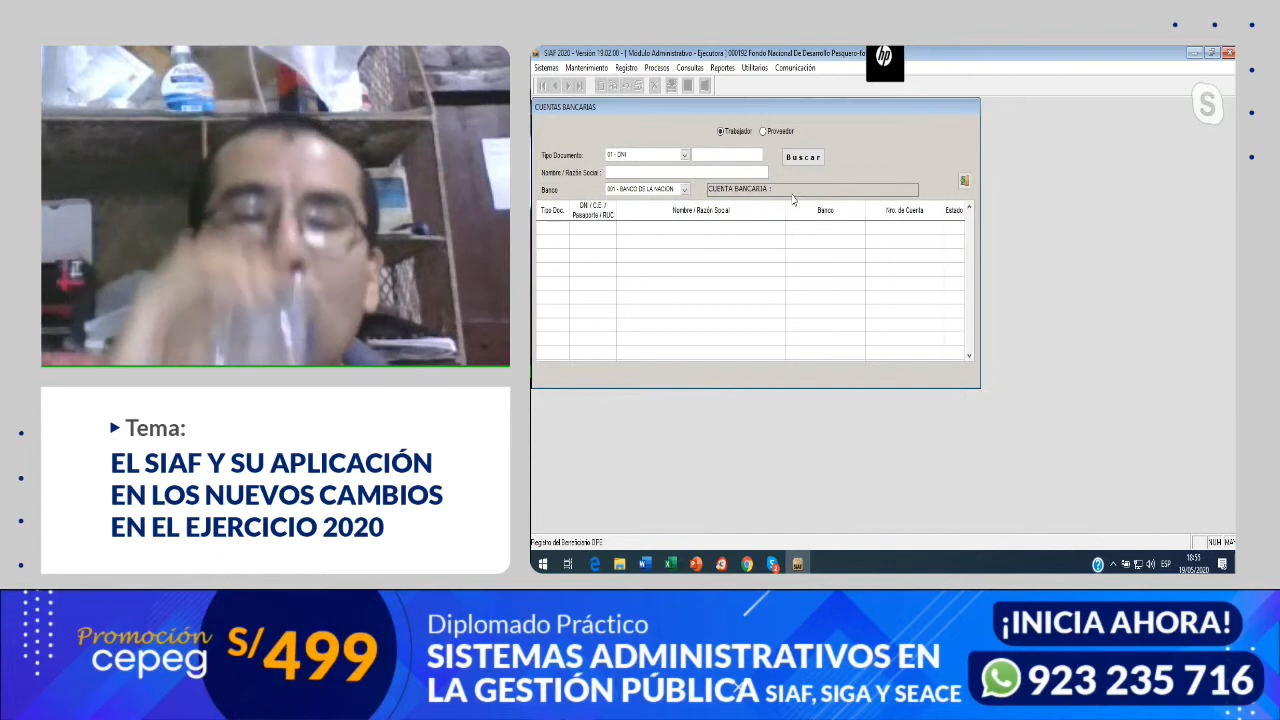 SIAF 2020 - Versión 19.02.00 - [ Módulo Administrativo - Ejecutora ] 000192 Fondo Nacional De Desarrollo Pesquero-fo
hp
Sistemas Mantenimiento Registro Procesos Consultas Reportes Utilitarios Comunicación
S
CUENTAS BANCARIAS
Trabajador Proveedor
Tipo Documento: 01 - DNI Buscar
Nombre / Razón Social :
Banco 001 - BANCO DE LA NACION CUENTA BANCARIA :
Tipo Doc. DNI / C.E. / Pasaporte / RUC Nombre / Razón Social Banco Nro. de Cuenta Estado
Registro del Beneficiario OPE
ESP 18:55
19/05/2020
Tema:
EL SIAF Y SU APLICACIÓN
EN LOS NUEVOS CAMBIOS
EN EL EJERCICIO 2020
Promoción
cepeg
S/499
Diplomado Práctico
SISTEMAS ADMINISTRATIVOS EN
LA GESTIÓN PÚBLICA SIAF, SIGA Y SEACE
¡INICIA AHORA!
923 235 716